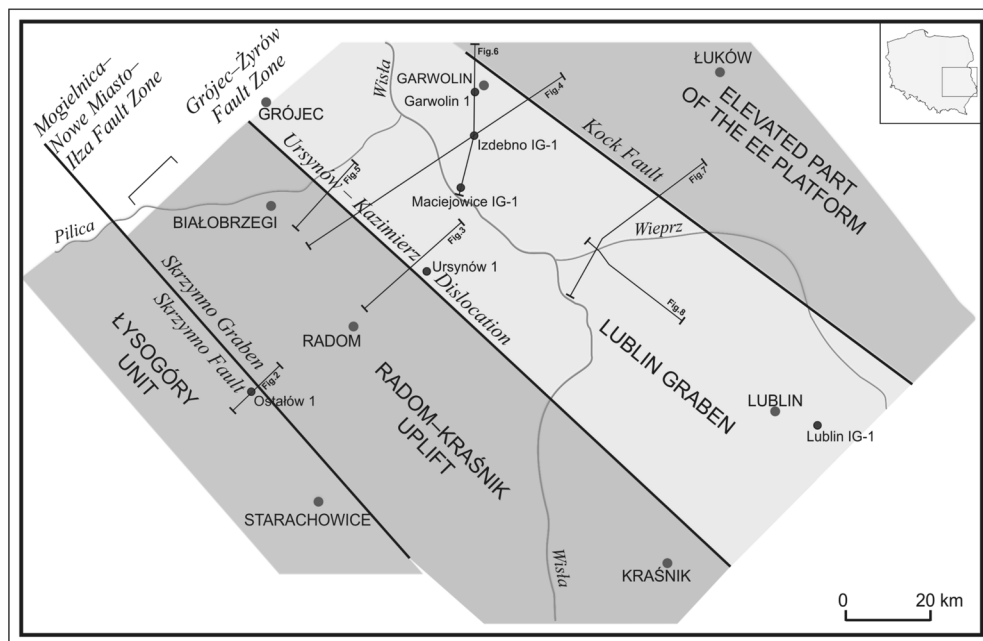 Mogielnica–
Nowe Miasto–
Ilża Fault Zone
Grójec–Żyrów
Fault Zone
Wisła
Fig.6
GARWOLIN
Garwolin 1
Fig.4
ŁUKÓW
ELEVATED PART
OF THE EE PLATFORM
GRÓJEC
Izdebno IG-1
Kock Fault
Ursynów – Kazimierz
Dislocation
Fig.5
Maciejowice IG-1
Fig.7
BIAŁOBRZEGI
Pilica
Fig.3
Wieprz
Ursynów 1
Skrzynno Graben
Skrzynno Fault
Fig.8
ŁYSOGÓRY
UNIT
RADOM
Fig.2
Ostałów 1
RADOM–KRAŚNIK
UPLIFT
LUBLIN GRABEN
LUBLIN
Lublin IG-1
STARACHOWICE
Wisła
KRAŚNIK
0
20 km